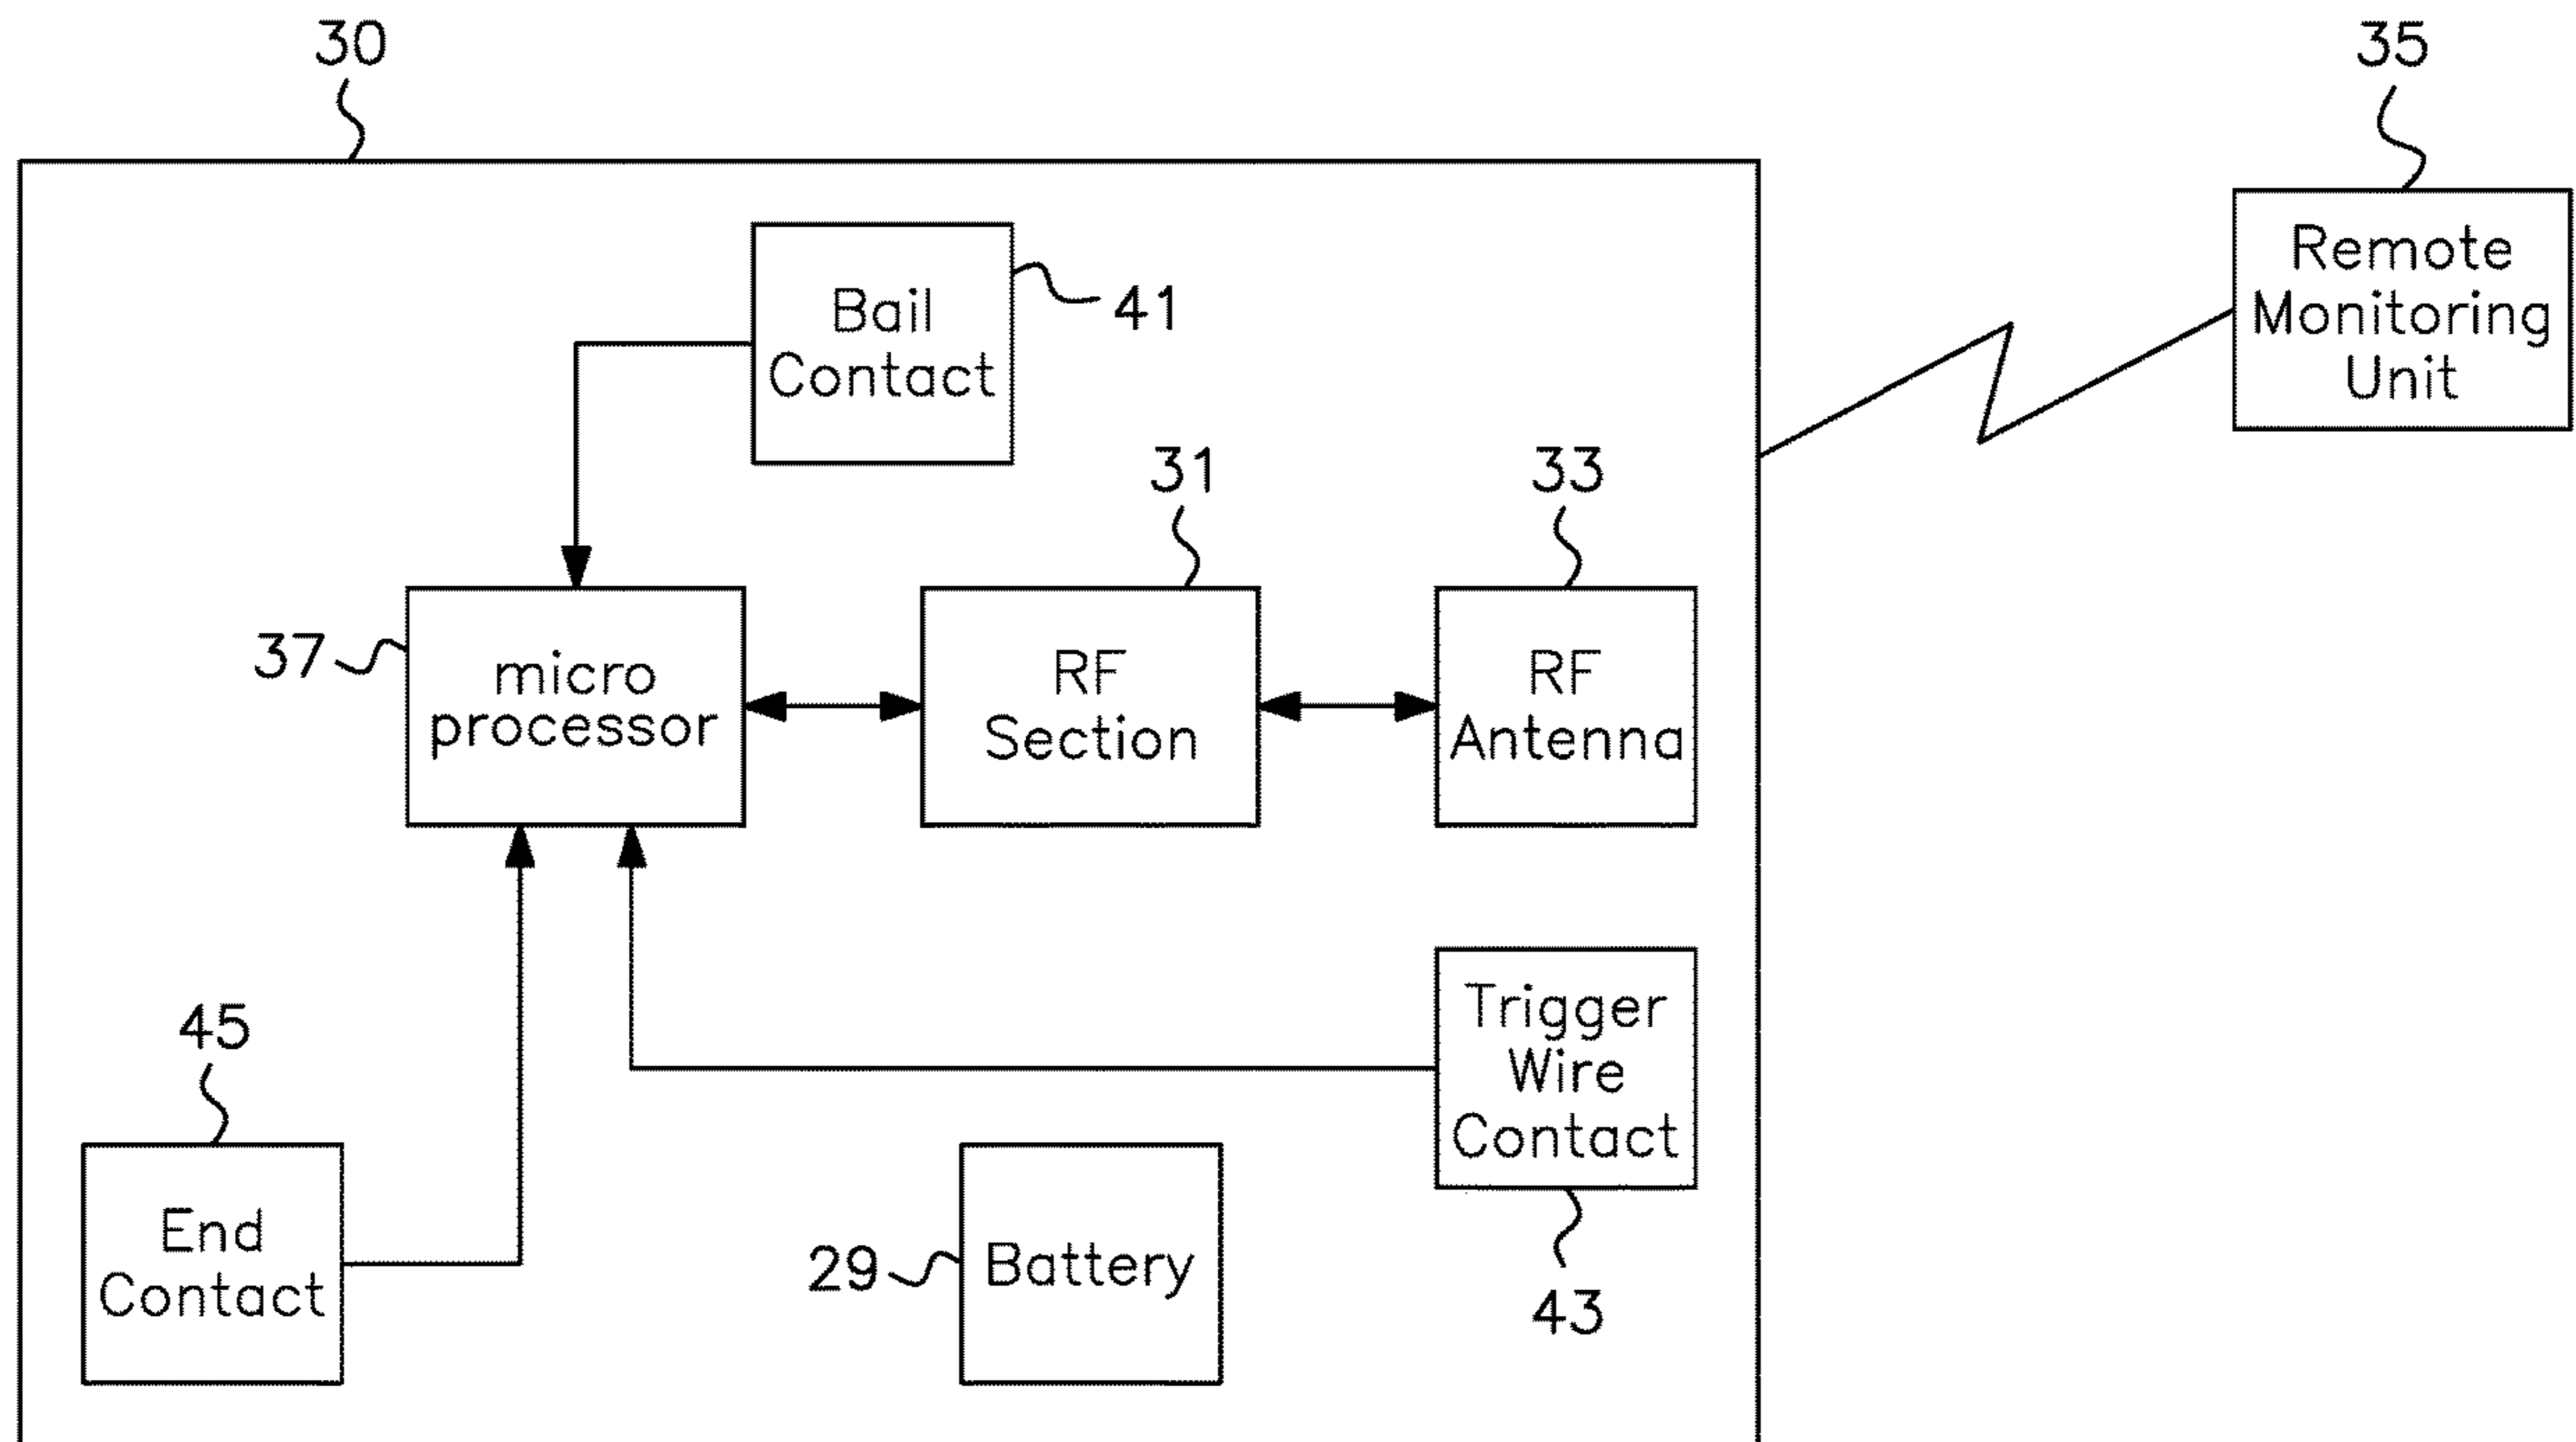 30
35
Remote
Monitoring
Unit
Bail
Contact
41
31
33
37
micro
processor
RF
Section
RF
Antenna
45
Trigger
Wire
Contact
End
Contact
29
Battery
43